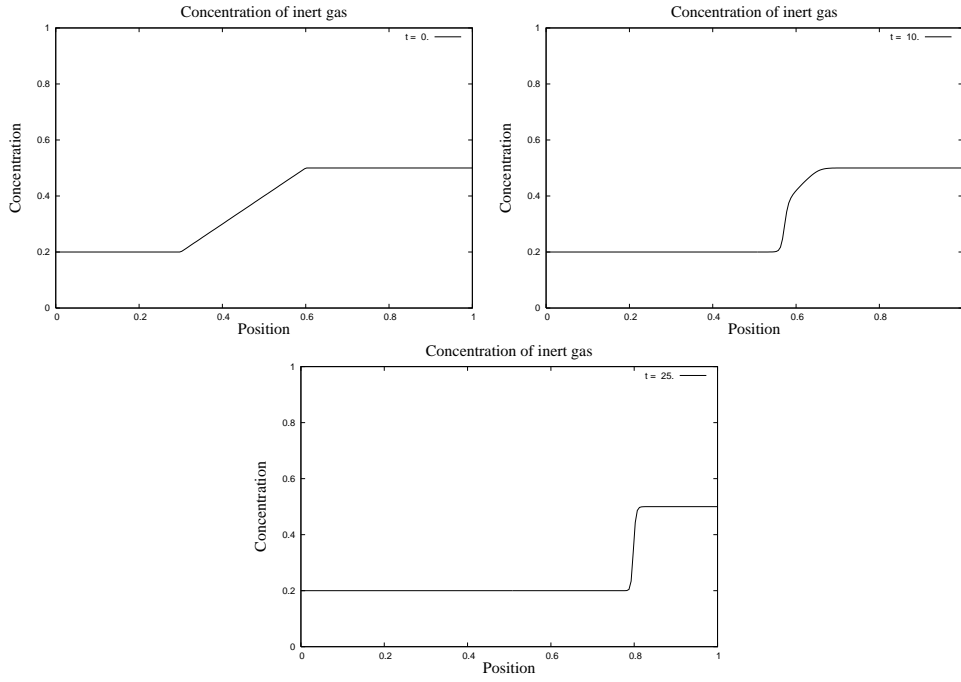 Concentration of inert gas
t = 0.
1
0.8
0.6
0.4
0.2
0
Concentration
0 0.2 0.4 0.6 0.8 1
Position
Concentration of inert gas
t = 10.
1
0.8
0.6
0.4
0.2
0
Concentration
0 0.2 0.4 0.6 0.8
Position
Concentration of inert gas
t = 25.
1
0.8
0.6
0.4
0.2
0
Concentration
0 0.2 0.4 0.6 0.8 1
Position